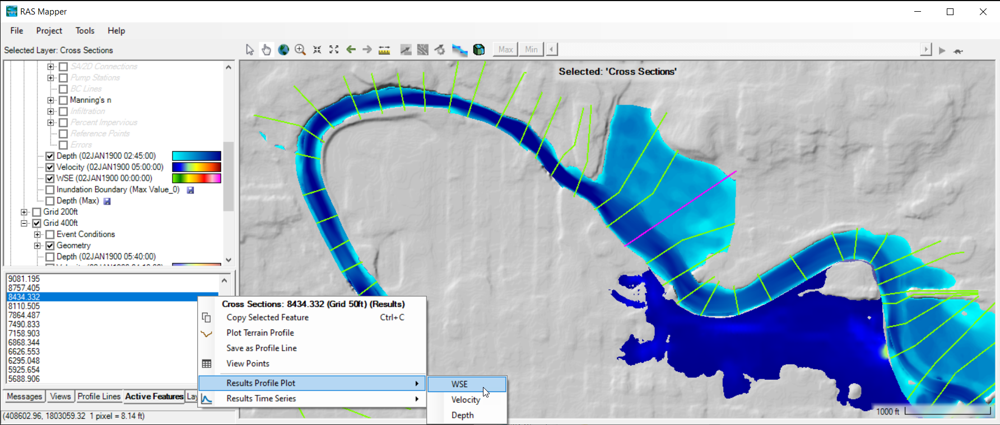 RAS Mapper
File Project Tools Help
Selected Layer: Cross Sections
Max Min
SA/2D Connections
Pump Stations
BC Lines
Manning's n
Infiltration
Percent Impervious
Reference Points
Errors
Depth (02JAN1900 02:45:00)
Velocity (02JAN1900 05:00:00)
WSE (02JAN1900 00:00:00)
Inundation Boundary (Max Value_0)
Depth (Max)
Grid 200ft
Grid 400ft
Event Conditions
Geometry
Depth (02JAN1900 05:40:00)
Selected: 'Cross Sections'
9081.195
8757.405
8434.332
8110.505
7864.487
7490.833
7158.903
6868.344
6626.553
6295.048
5925.654
5688.906
Cross Sections: 8434.332 (Grid 50ft) (Results)
Copy Selected Feature Ctrl+C
Plot Terrain Profile
Save as Profile Line
View Points
Results Profile Plot
Results Time Series
WSE
Velocity
Depth
Messages Views Profile Lines Active Features Lay
(408602.96, 1803059.32 1 pixel = 8.14 ft)
1000 ft